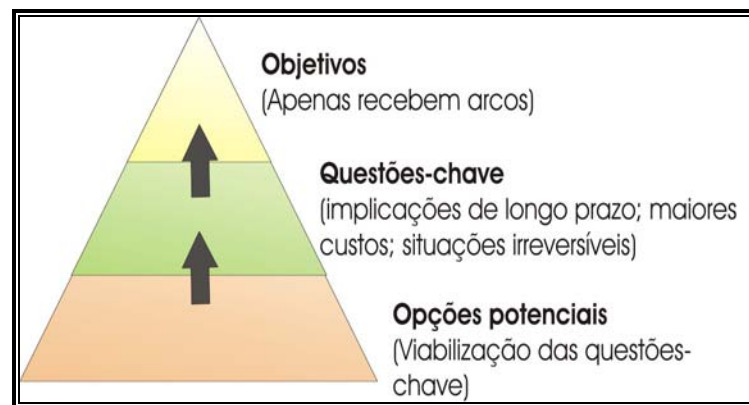 Objetivos
(Apenas recebem arcos)
Questões-chave
(implicações de longo prazo; maiores
custos; situações irreversíveis)
Opções potenciais
(Viabilização das questões-
chave)